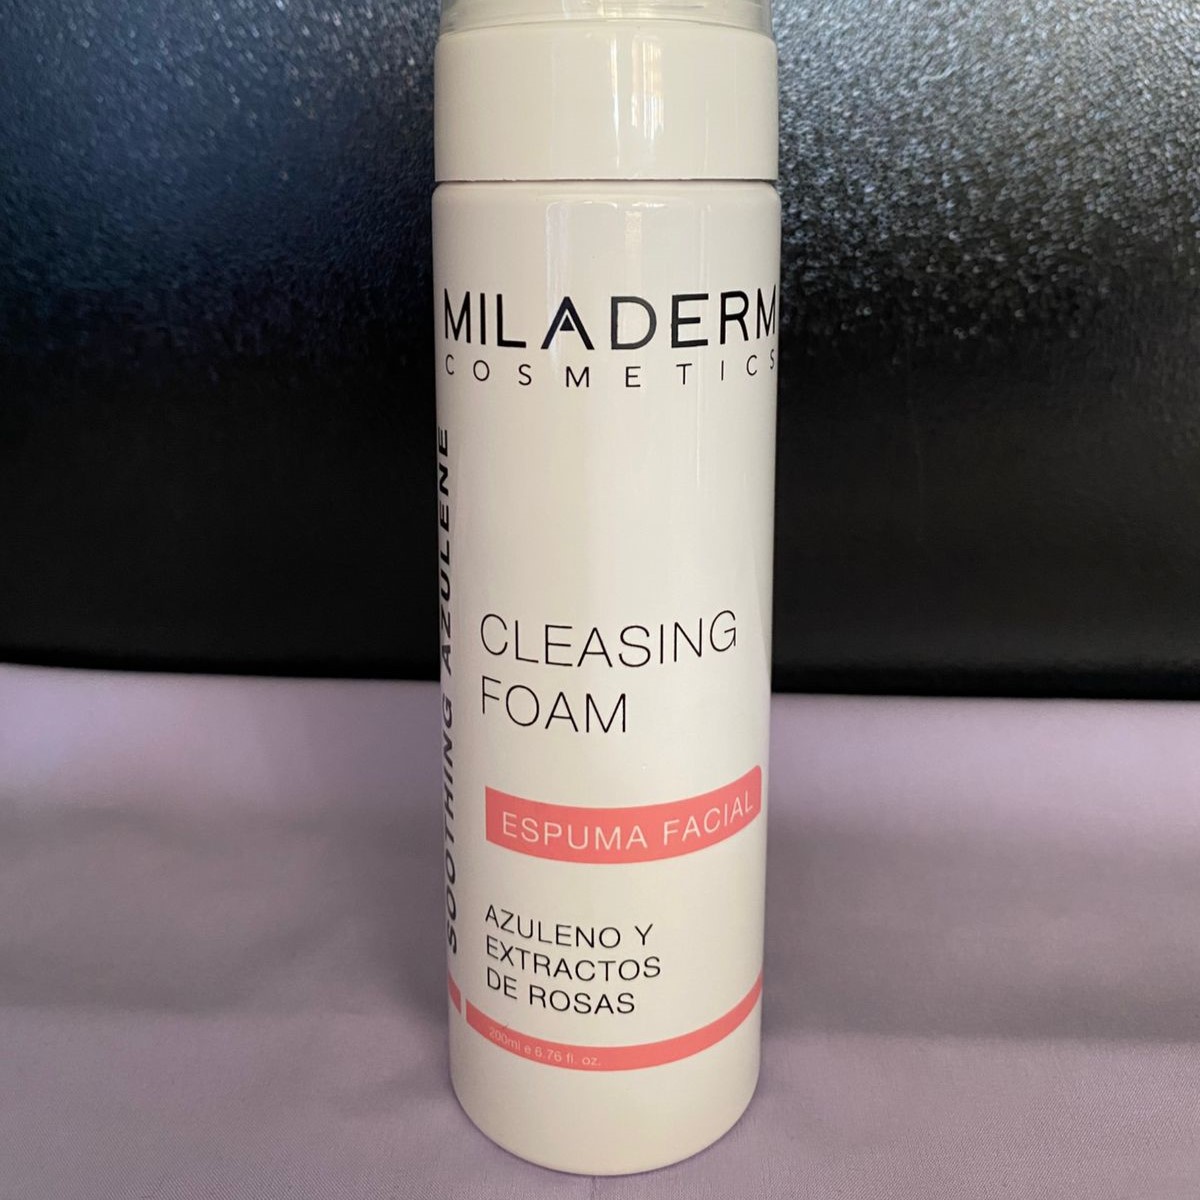 MILADERM
COSMETICS
SOOTHING AZULENE
CLEASING
FOAM
ESPUMA FACIAL
AZULENO Y
EXTRACTOS
DE ROSAS
200ml e 6.76 fl. oz.